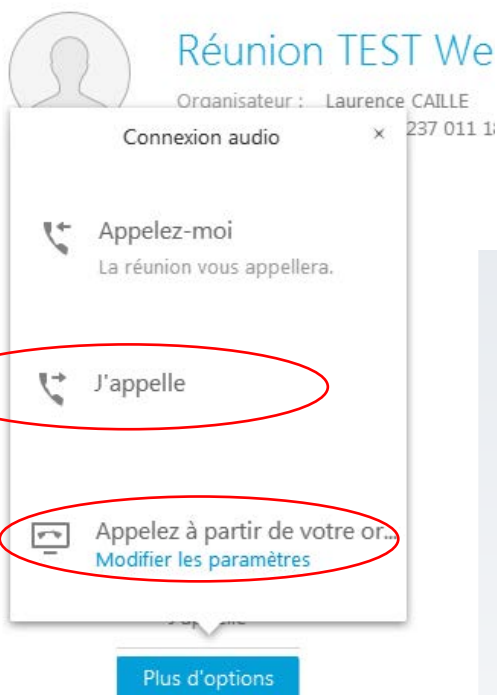 Réunion TEST We
Organisateur : Laurence CAILLE
237 011 18
Connexion audio ×
Appelez-moi
La réunion vous appellera.
J'appelle
Appelez à partir de votre or...
Modifier les paramètres
Plus d'options